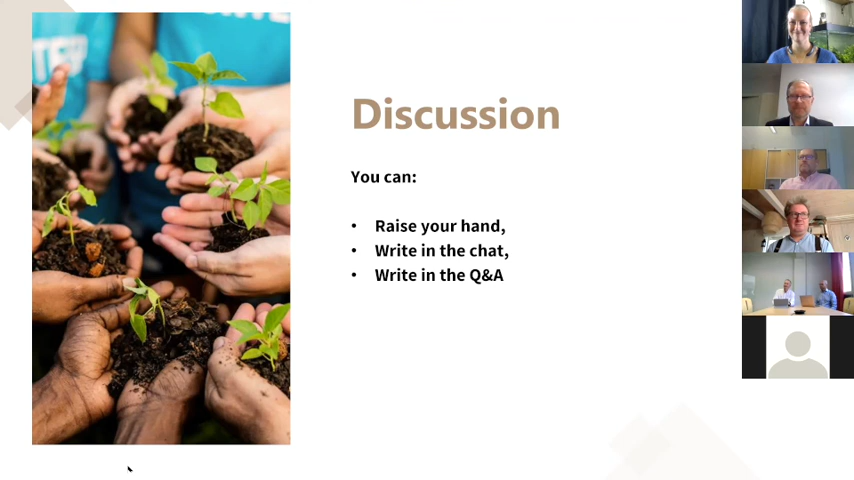 Discussion
You can:
• Raise your hand,
• Write in the chat,
• Write in the Q&A